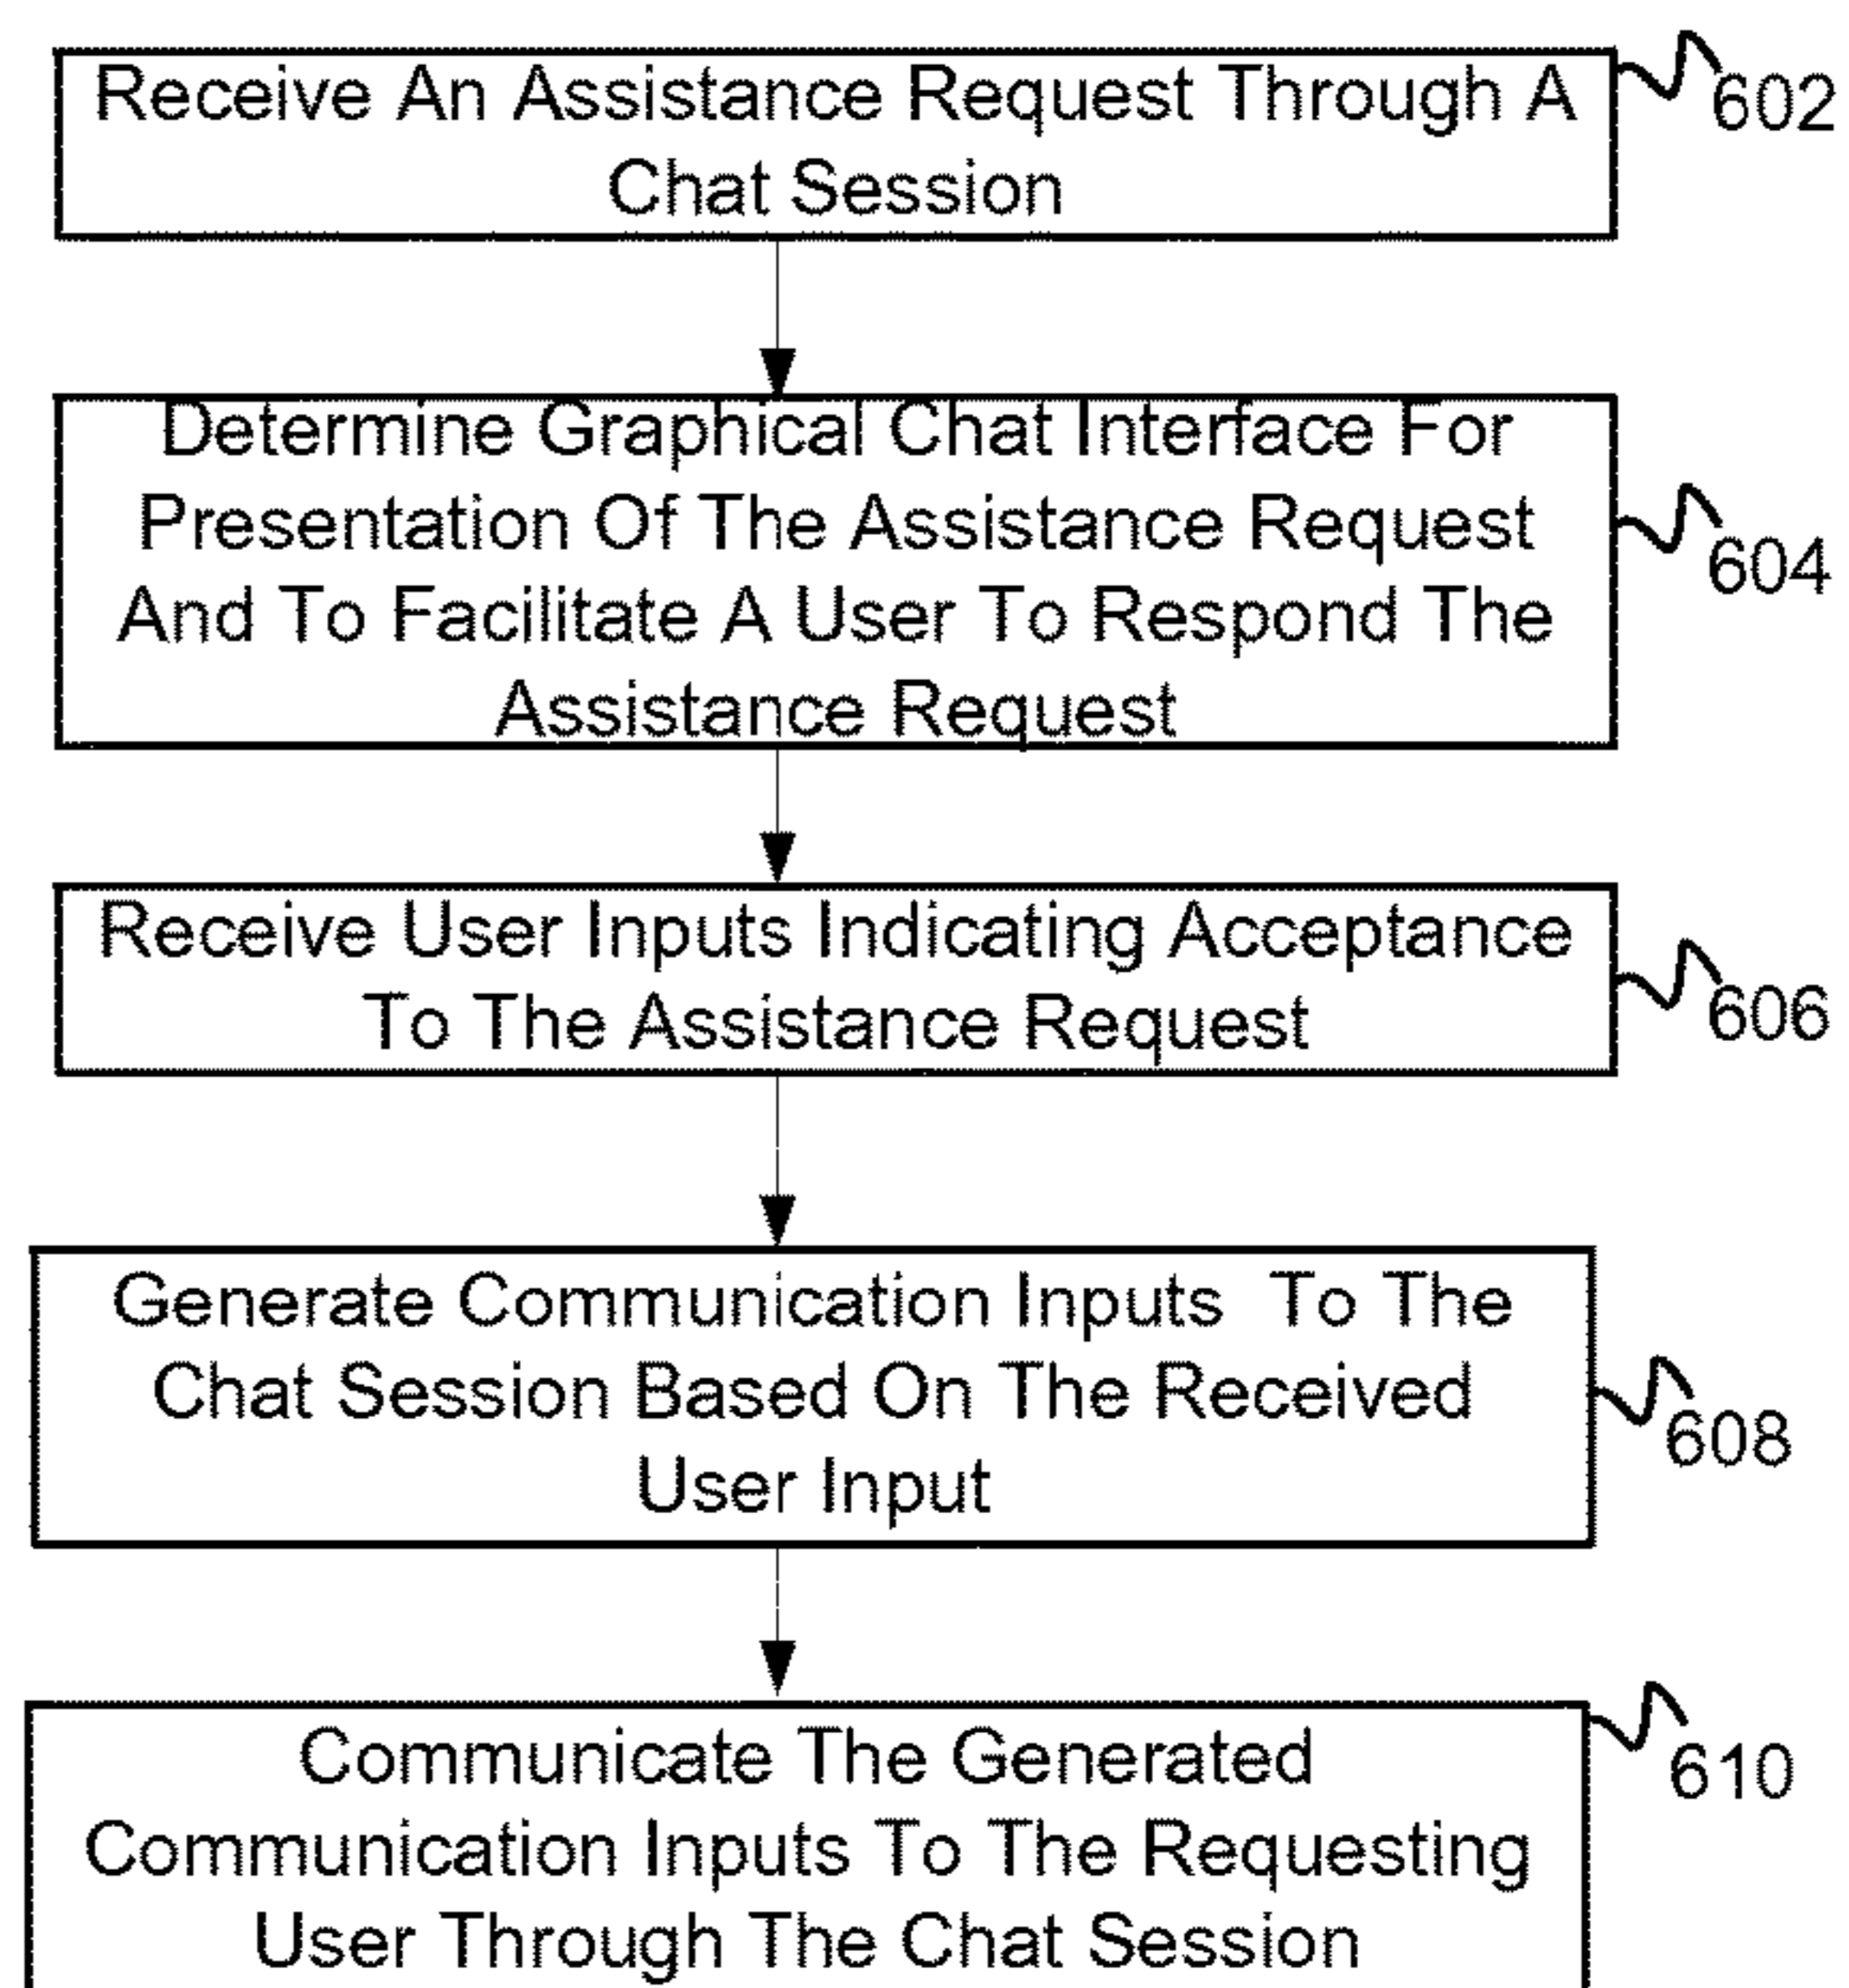 Receive An Assistance Request Through A
Chat Session
602
Determine Graphical Chat Interface For
Presentation Of The Assistance Request
And To Facilitate A User To Respond The
Assistance Request
604
Receive User Inputs Indicating Acceptance
To The Assistance Request
606
Generate Communication Inputs To The
Chat Session Based On The Received
User Input
608
Communicate The Generated
Communication Inputs To The Requesting
User Through The Chat Session
610